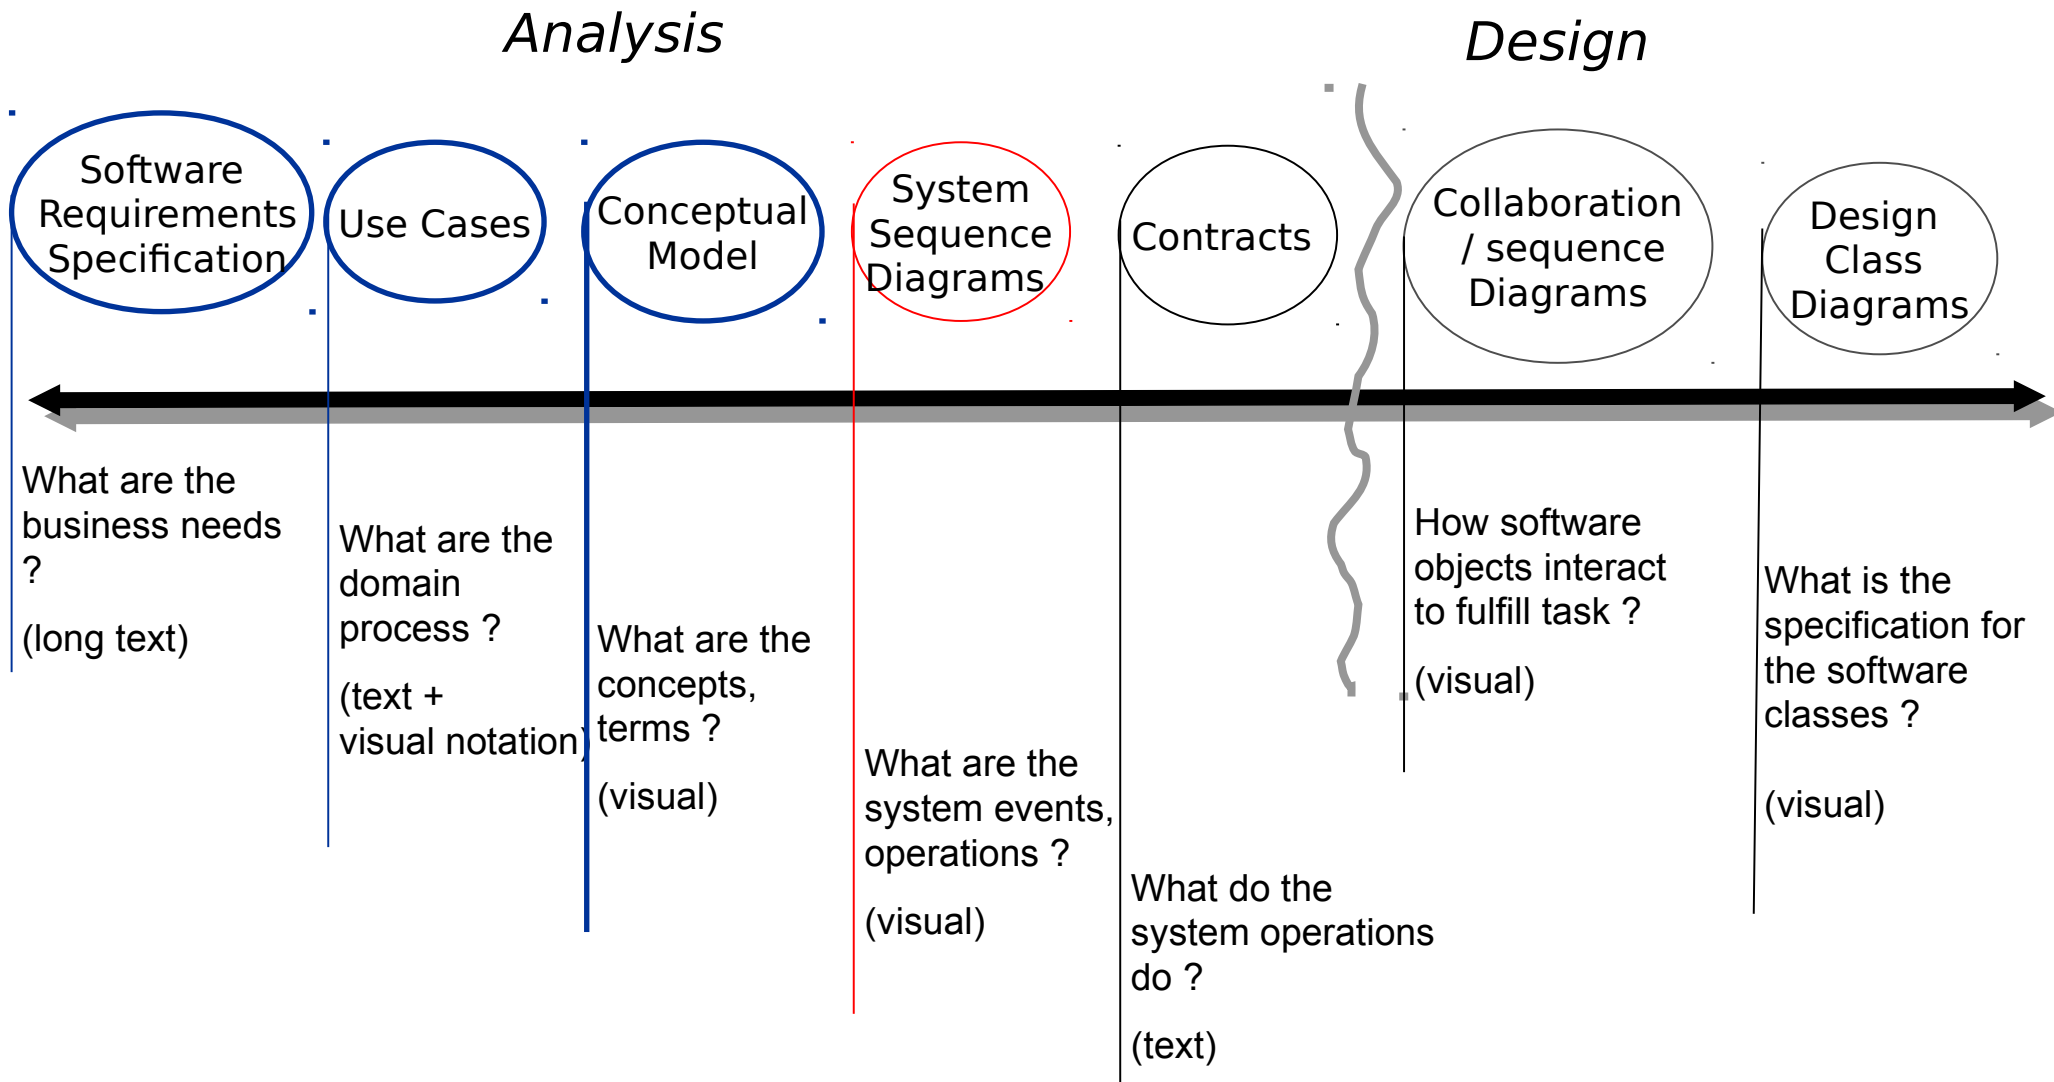 Analysis
Design
Software
Requirements
Specification
Use Cases
Conceptual
Model
System
Sequence
Diagrams
Contracts
Collaboration
/ sequence
Diagrams
Design
Class
Diagrams
What are the
business needs
?
(long text)
What are the
domain
process ?
(text +
visual notation)
What are the
concepts,
terms ?
(visual)
What are the
system events,
operations ?
(visual)
What do the
system operations
do ?
(text)
How software
objects interact
to fulfill task ?
(visual)
What is the
specification for
the software
classes ?
(visual)